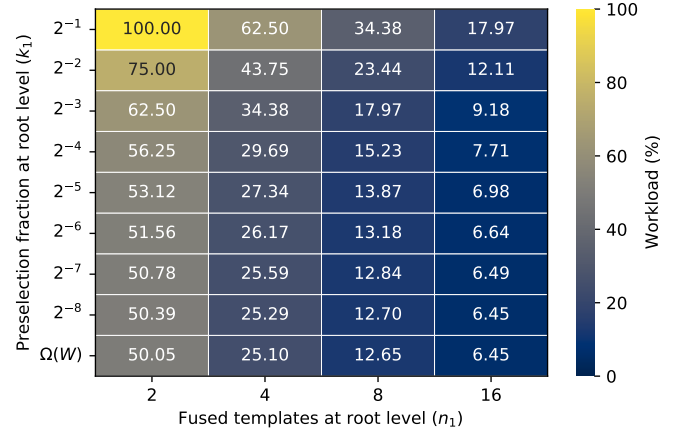 Preselection fraction at root level (k₁)
2⁻¹ 100.00 62.50 34.38 17.97
2⁻² 75.00 43.75 23.44 12.11
2⁻³ 62.50 34.38 17.97 9.18
2⁻⁴ 56.25 29.69 15.23 7.71
2⁻⁵ 53.12 27.34 13.87 6.98
2⁻⁶ 51.56 26.17 13.18 6.64
2⁻⁷ 50.78 25.59 12.84 6.49
2⁻⁸ 50.39 25.29 12.70 6.45
Ω(W) 50.05 25.10 12.65 6.45
2 4 8 16
Fused templates at root level (n₁)
100
80
60
40
20
0
Workload (%)